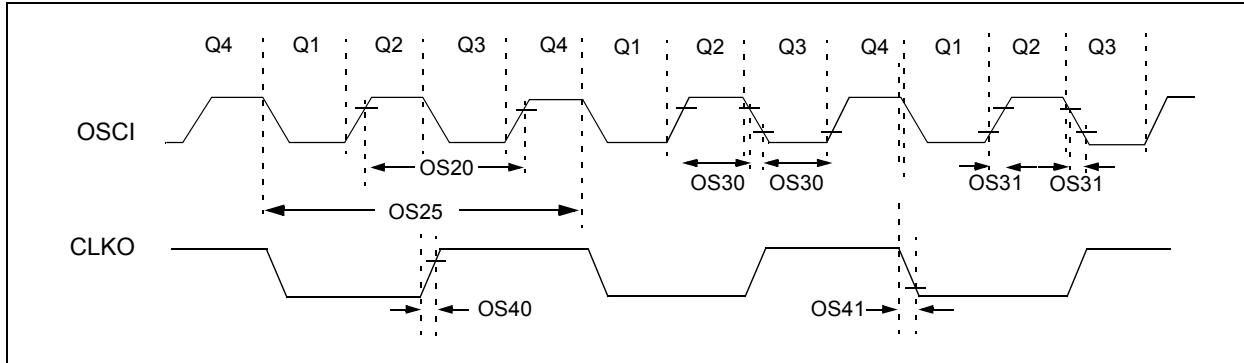 Q4 Q1 Q2 Q3 Q4 Q1 Q2 Q3 Q4 Q1 Q2 Q3
OSCI
OS20
OS30 OS30
OS31 OS31
OS25
CLKO
OS40
OS41